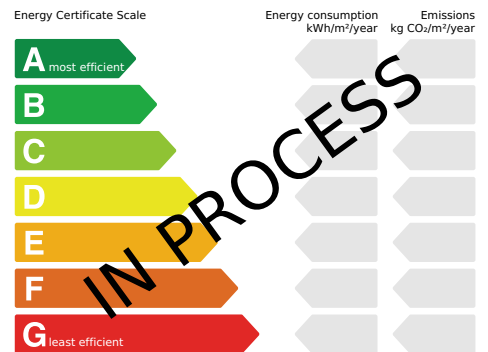 Energy Certificate Scale
Energy consumption
kWh/m²/year
Emissions
kg CO₂/m²/year
A most efficient
B
C
D
E
F
G least efficient
IN PROCESS